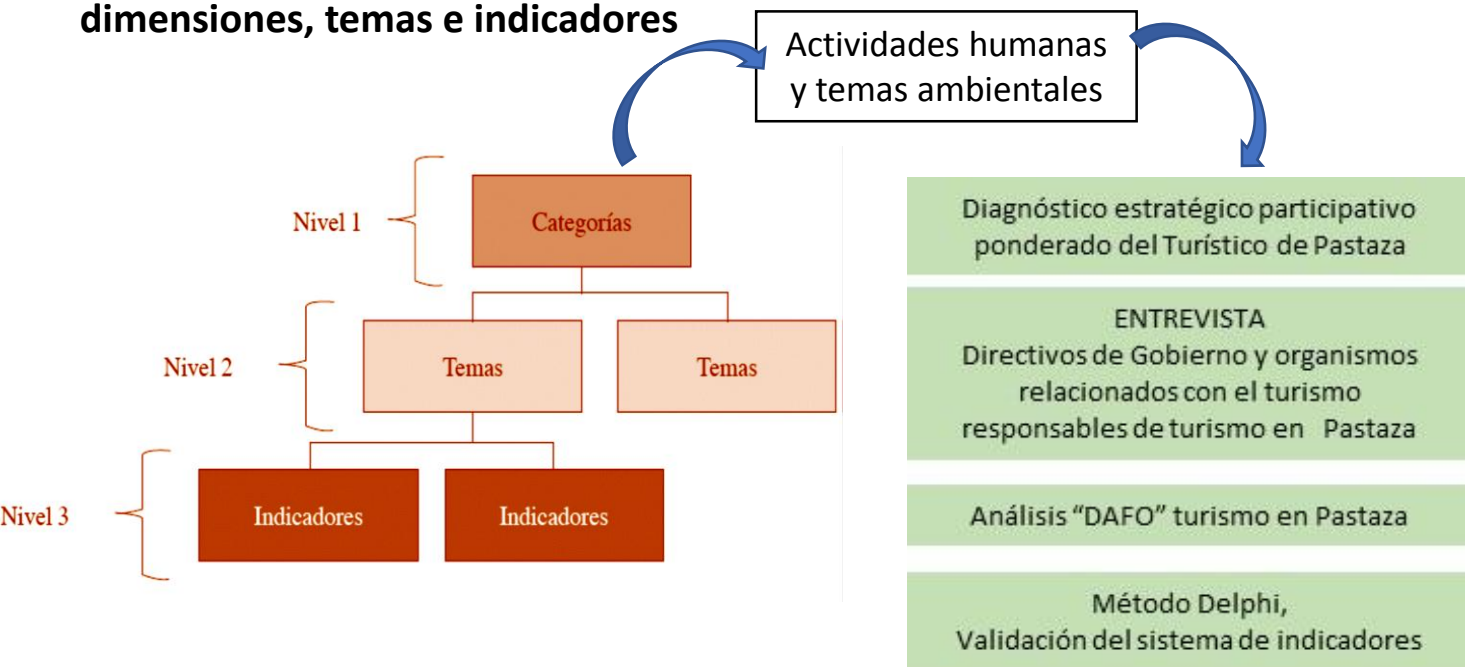 dimensiones, temas e indicadores
Actividades humanas
y temas ambientales
Nivel 1
Categorías
Nivel 2
Temas
Temas
Nivel 3
Indicadores
Indicadores
Diagnóstico estratégico participativo
ponderado del Turístico de Pastaza
ENTREVISTA
Directivos de Gobierno y organismos
relacionados con el turismo
responsables de turismo en Pastaza
Análisis “DAFO” turismo en Pastaza
Método Delphi,
Validación del sistema de indicadores